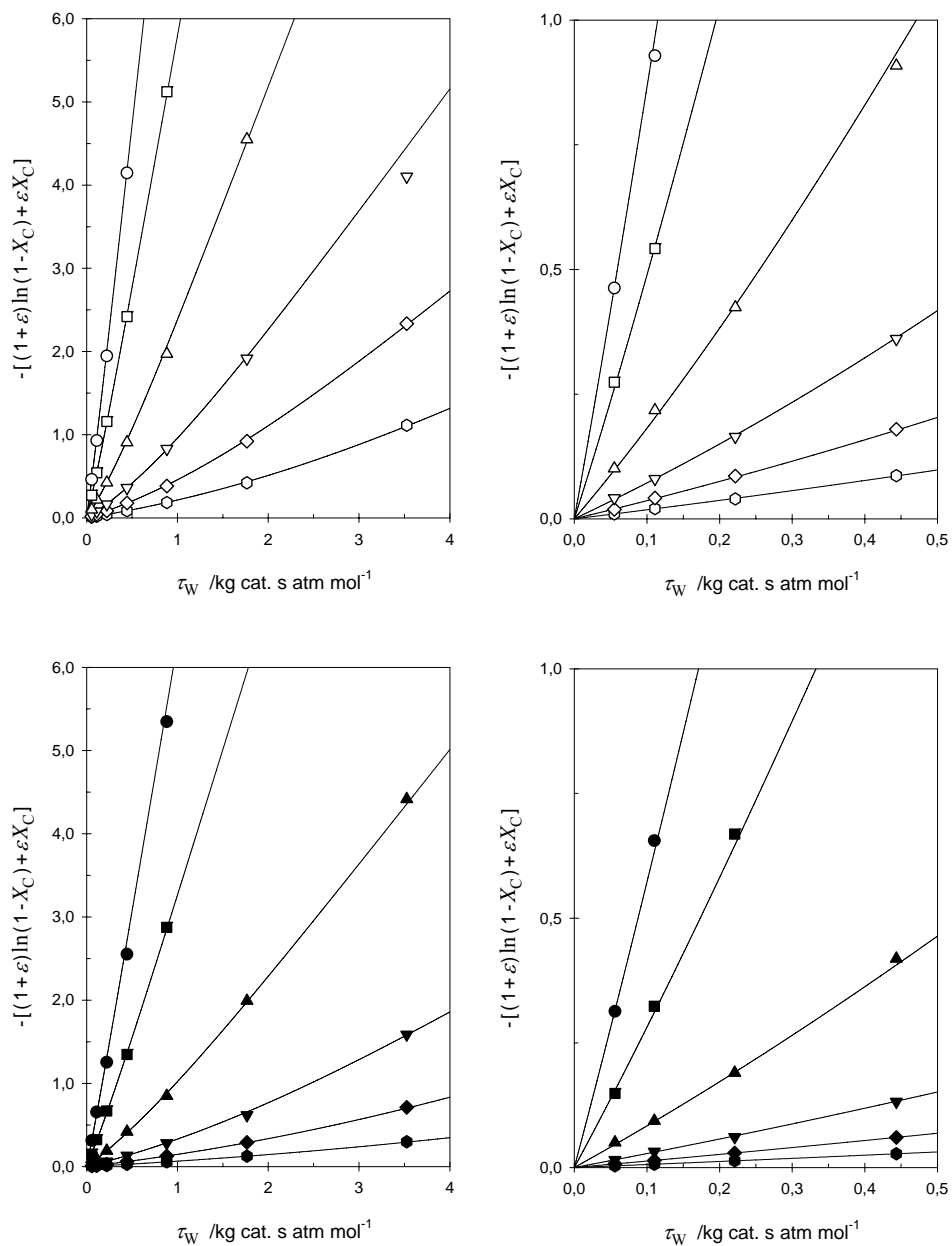 6,0
5,0
4,0
3,0
2,0
1,0
0,0
0 1 2 3 4
-[(1+ε)ln(1-X_C)+εX_C]
τ_W /kg cat. s atm mol⁻¹
1,0
0,5
0,0
0,0 0,1 0,2 0,3 0,4 0,5
-[(1+ε)ln(1-X_C)+εX_C]
τ_W /kg cat. s atm mol⁻¹
6,0
5,0
4,0
3,0
2,0
1,0
0,0
0 1 2 3 4
-[(1+ε)ln(1-X_C)+εX_C]
τ_W /kg cat. s atm mol⁻¹
1,0
0,5
0,0
0,0 0,1 0,2 0,3 0,4 0,5
-[(1+ε)ln(1-X_C)+εX_C]
τ_W /kg cat. s atm mol⁻¹